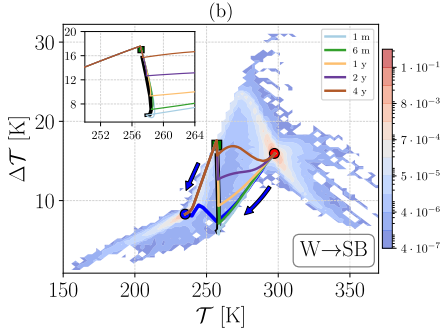 (b)
30
20
10
ΔT [K]
150 200 250 300 350
T [K]
20
16
12
8
252 256 260 264
1 m
6 m
1 y
2 y
4 y
W→SB
1 · 10⁻¹
8 · 10⁻³
7 · 10⁻⁴
5 · 10⁻⁵
4 · 10⁻⁶
4 · 10⁻⁷